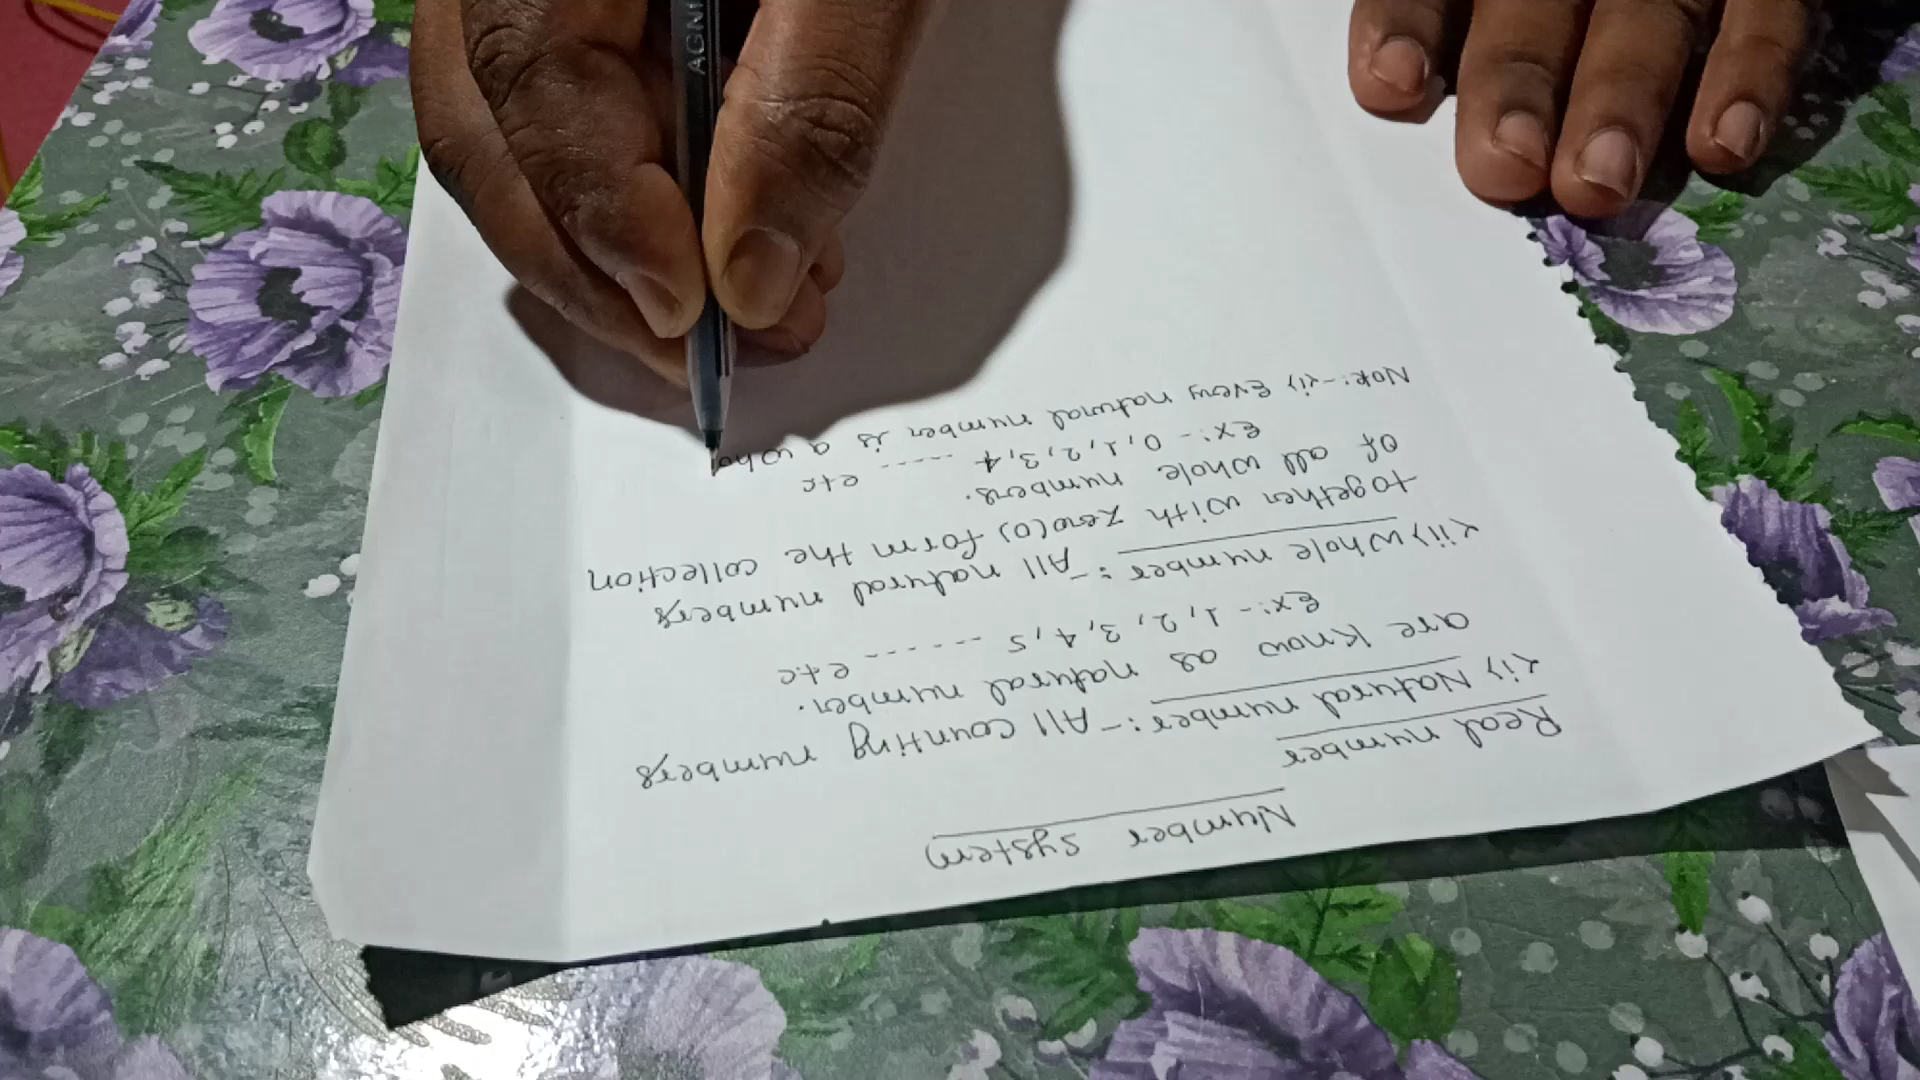 Number system
Real number
<i> Natural number:- All counting numbers
are know as natural number.
Ex:- 1, 2, 3, 4, 5 ------ etc
<ii> whole number:- All natural numbers
together with zero(0) form the collection
of all whole numbers.
Ex:- 0, 1, 2, 3, 4 ---- etc
Note:-<i> Every natural number is a whol
AGNI